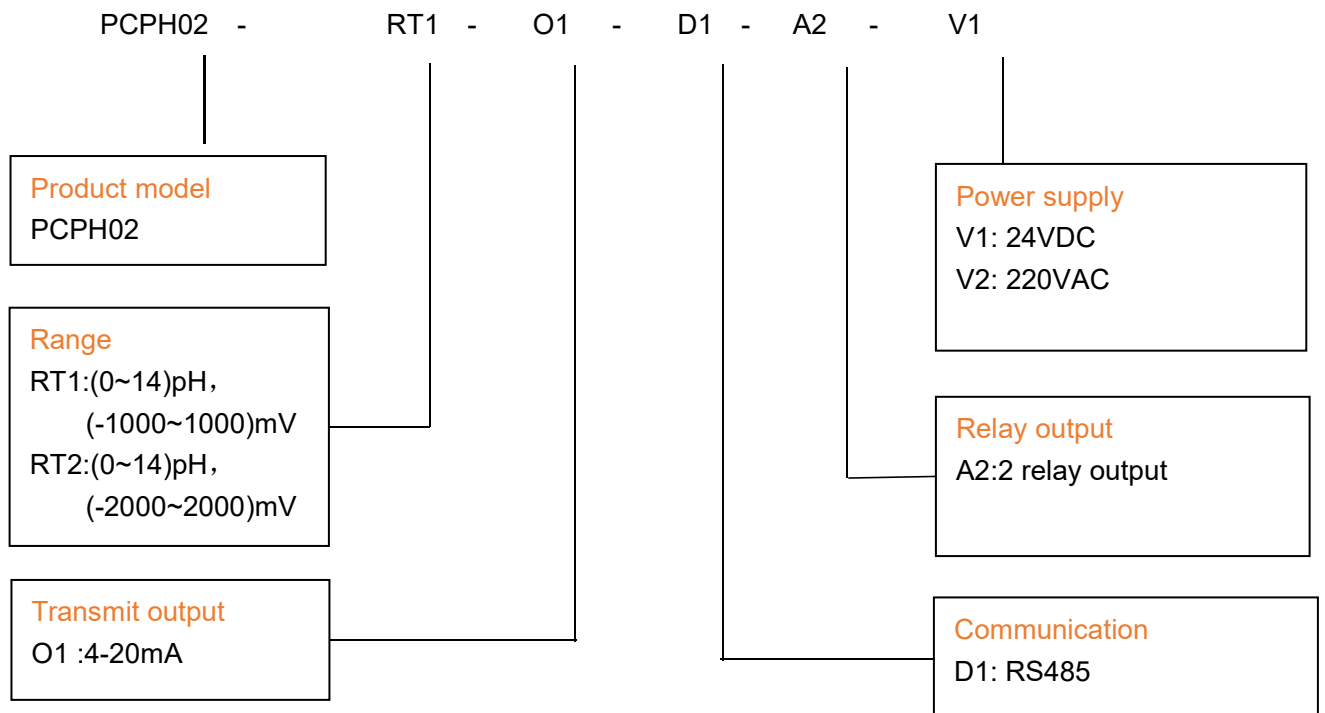 PCPH02 - RT1 - O1 - D1 - A2 - V1
Product model
PCPH02
Range
RT1:(0~14)pH，
(-1000~1000)mV
RT2:(0~14)pH，
(-2000~2000)mV
Transmit output
O1 :4-20mA
Power supply
V1: 24VDC
V2: 220VAC
Relay output
A2:2 relay output
Communication
D1: RS485